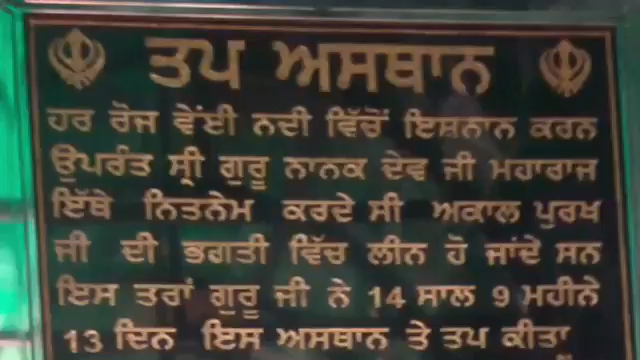 ਤਪ ਅਸਥਾਨ
ਹਰ ਰੋਜ ਵੇਂਈ ਨਦੀ ਵਿੱਚੋਂ ਇਸ਼ਨਾਨ ਕਰਨ
ਉਪਰੰਤ ਸ੍ਰੀ ਗੁਰੂ ਨਾਨਕ ਦੇਵ ਜੀ ਮਹਾਰਾਜ
ਇੱਥੇ ਨਿਤਨੇਮ ਕਰਦੇ ਸੀ ਅਕਾਲ ਪੁਰਖ
ਜੀ ਦੀ ਭਗਤੀ ਵਿੱਚ ਲੀਨ ਹੋ ਜਾਂਦੇ ਸਨ
ਇਸ ਤਰਾਂ ਗੁਰੂ ਜੀ ਨੇ 14 ਸਾਲ 9 ਮਹੀਨੇ
13 ਦਿਨ ਇਸ ਅਸਥਾਨ ਤੇ ਤਪ ਕੀਤਾ